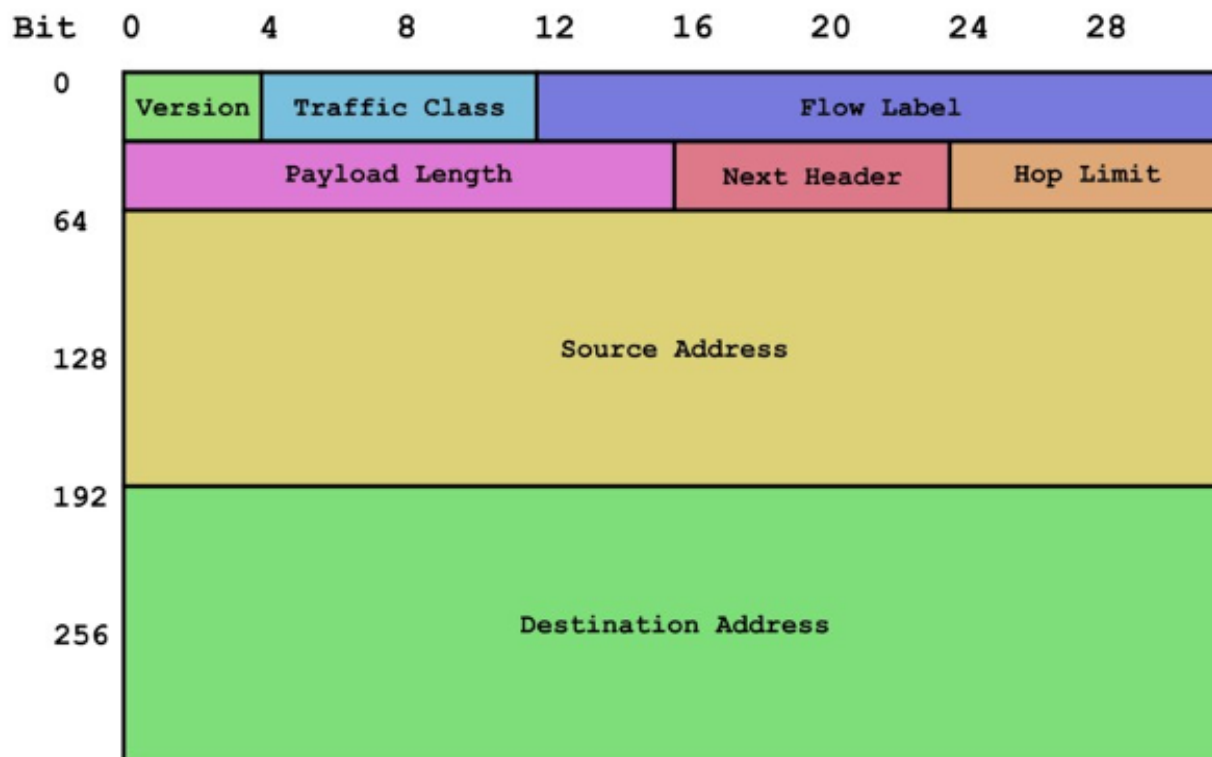 Bit 0 4 8 12 16 20 24 28
0
Version Traffic Class Flow Label
Payload Length Next Header Hop Limit
64
Source Address
128
192
Destination Address
256